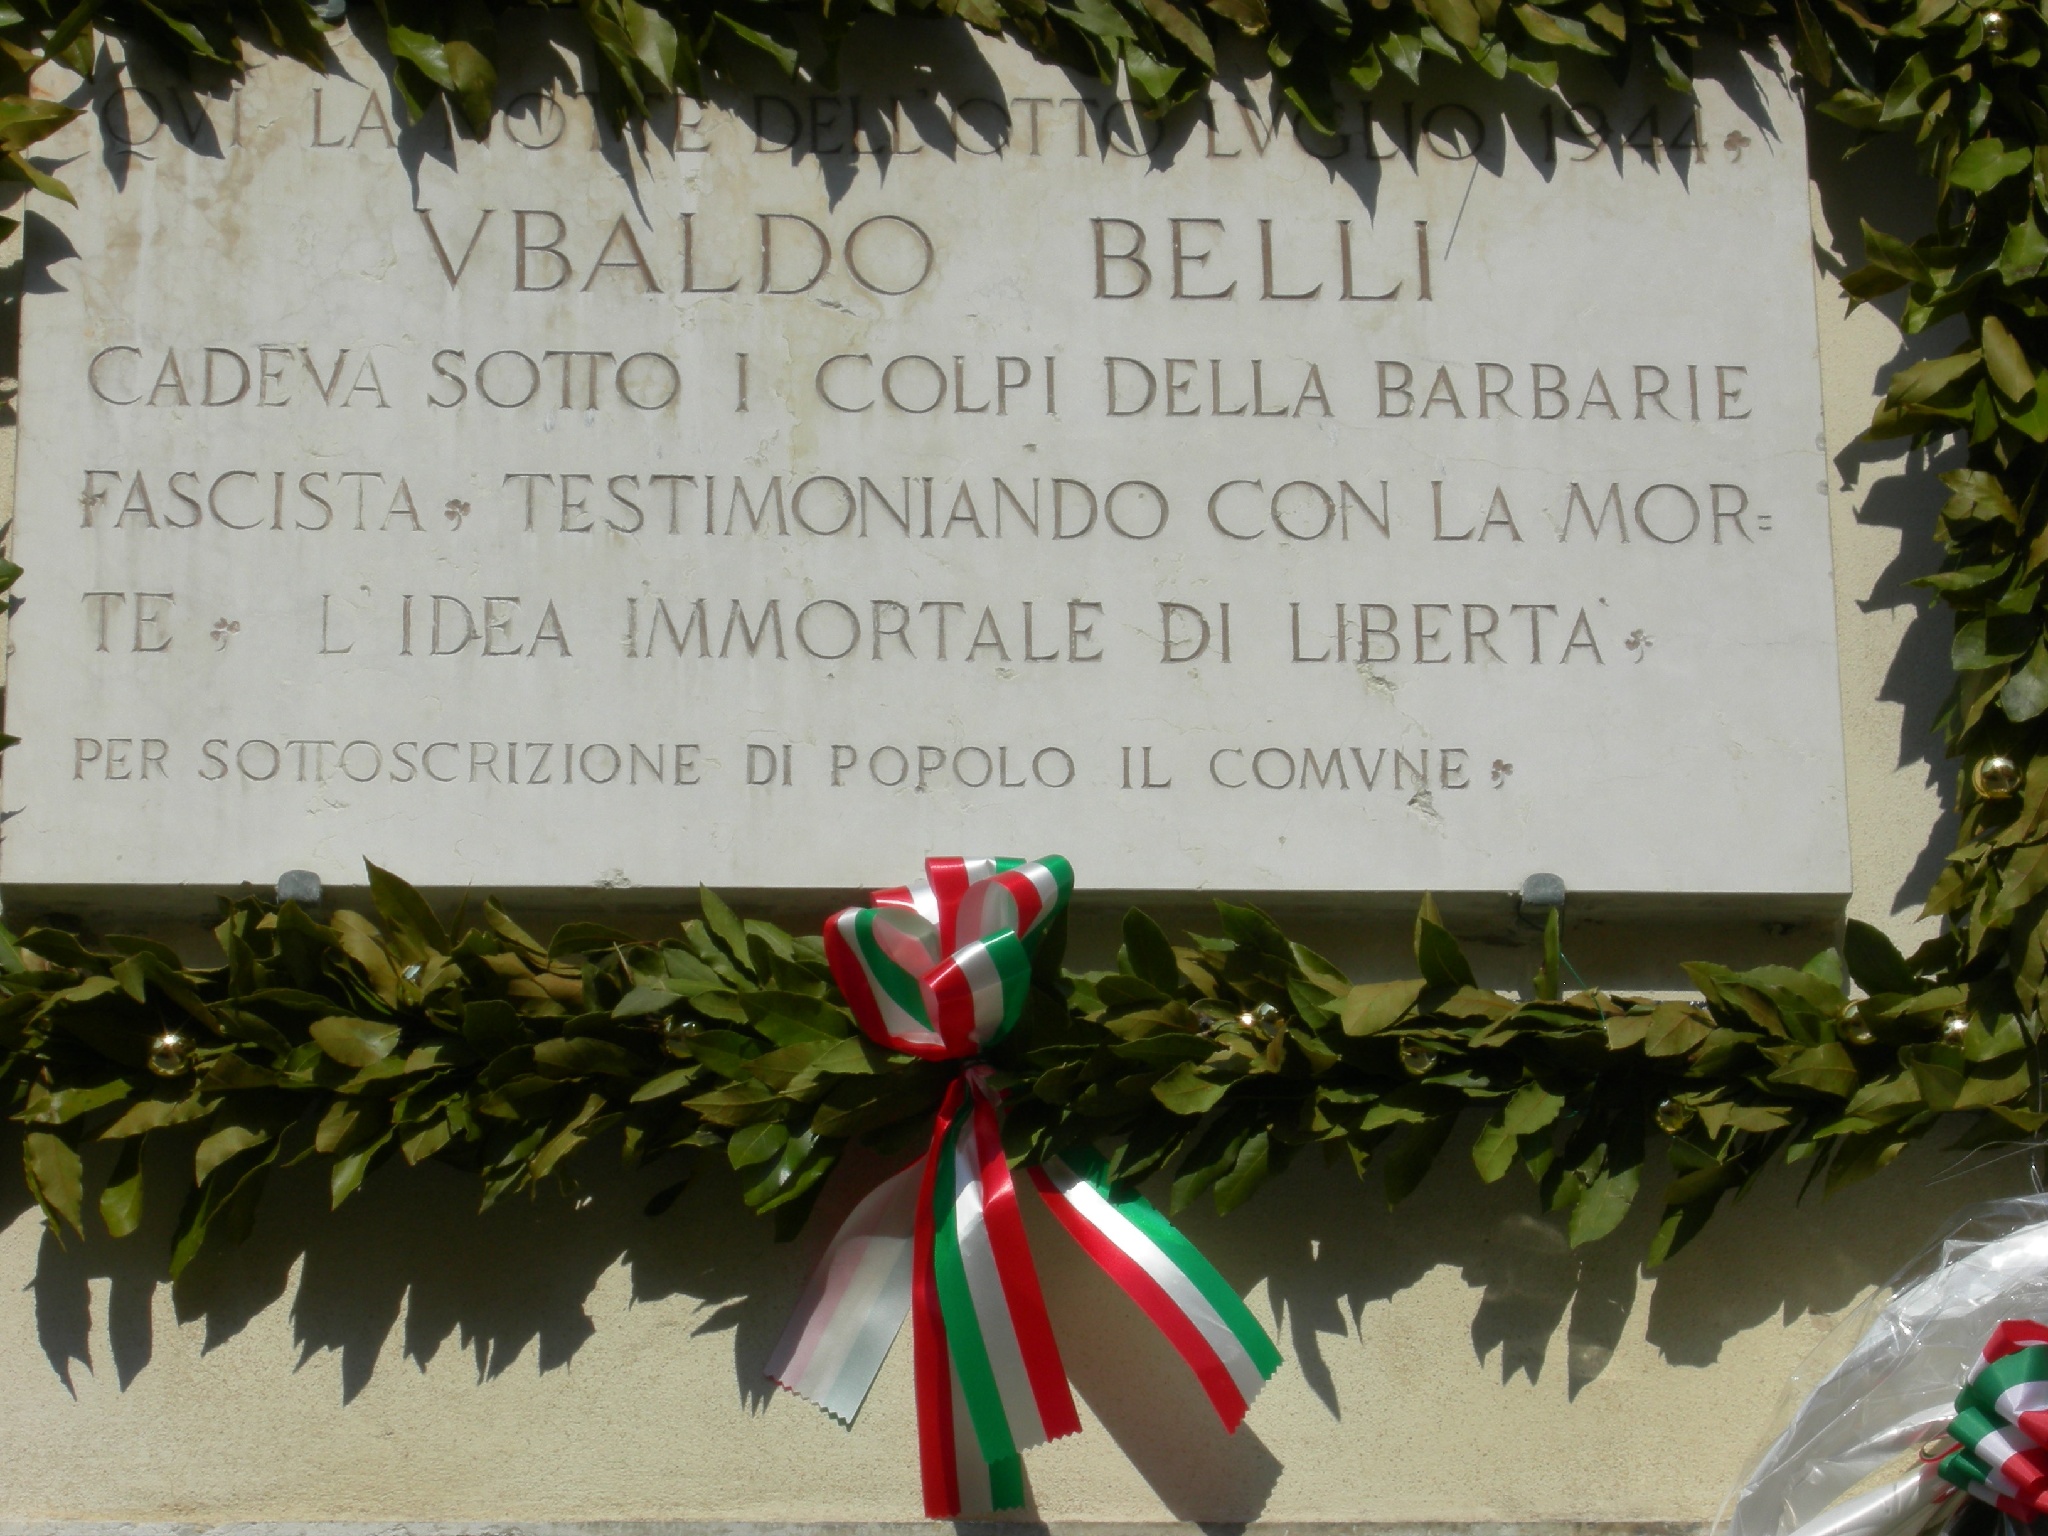 QVI LA NOTTE DELL'OTTO LVGLIO 1944
VBALDO BELLI
CADEVA SOTTO I COLPI DELLA BARBARIE
FASCISTA TESTIMONIANDO CON LA MOR=
TE L'IDEA IMMORTALE DI LIBERTA'
PER SOTTOSCRIZIONE DI POPOLO IL COMVNE